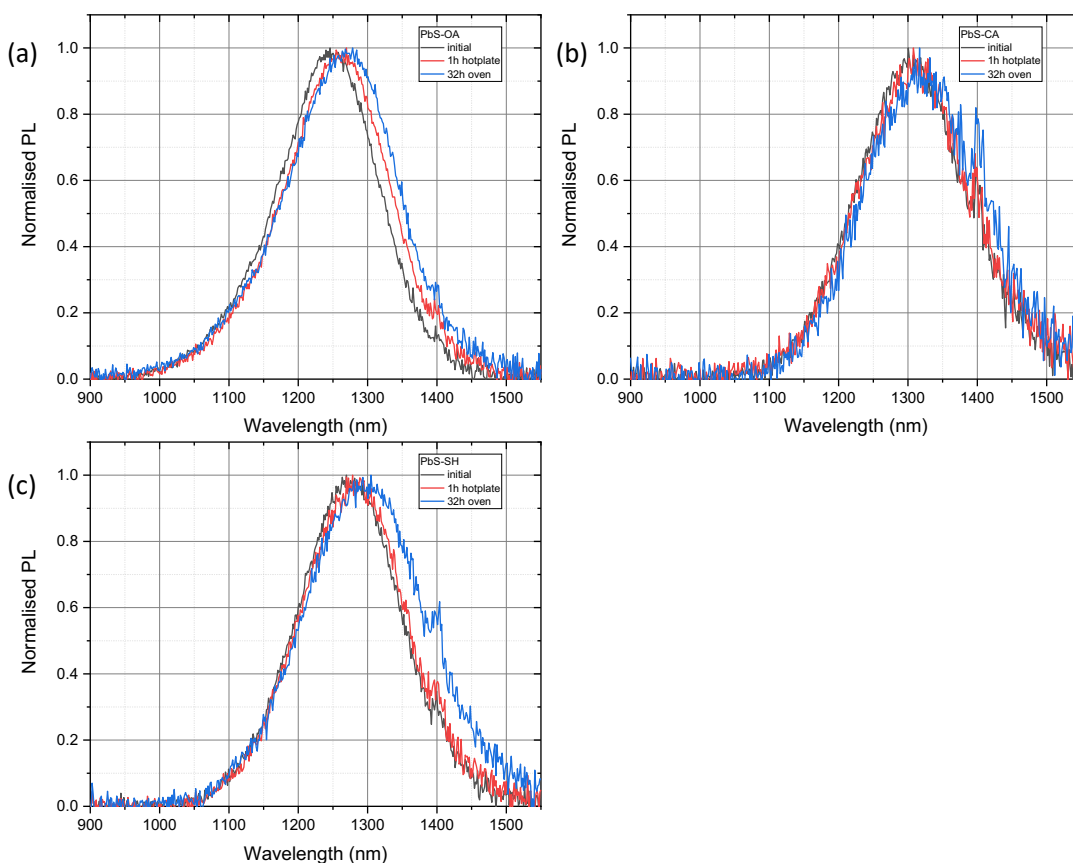 (a)
PbS-OA
initial
1h hotplate
32h oven
1.0
0.8
0.6
0.4
0.2
0.0
Normalised PL
900 1000 1100 1200 1300 1400 1500
Wavelength (nm)
(b)
PbS-CA
initial
1h hotplate
32h oven
1.0
0.8
0.6
0.4
0.2
0.0
Normalised PL
900 1000 1100 1200 1300 1400 1500
Wavelength (nm)
(c)
PbS-SH
initial
1h hotplate
32h oven
1.0
0.8
0.6
0.4
0.2
0.0
Normalised PL
900 1000 1100 1200 1300 1400 1500
Wavelength (nm)